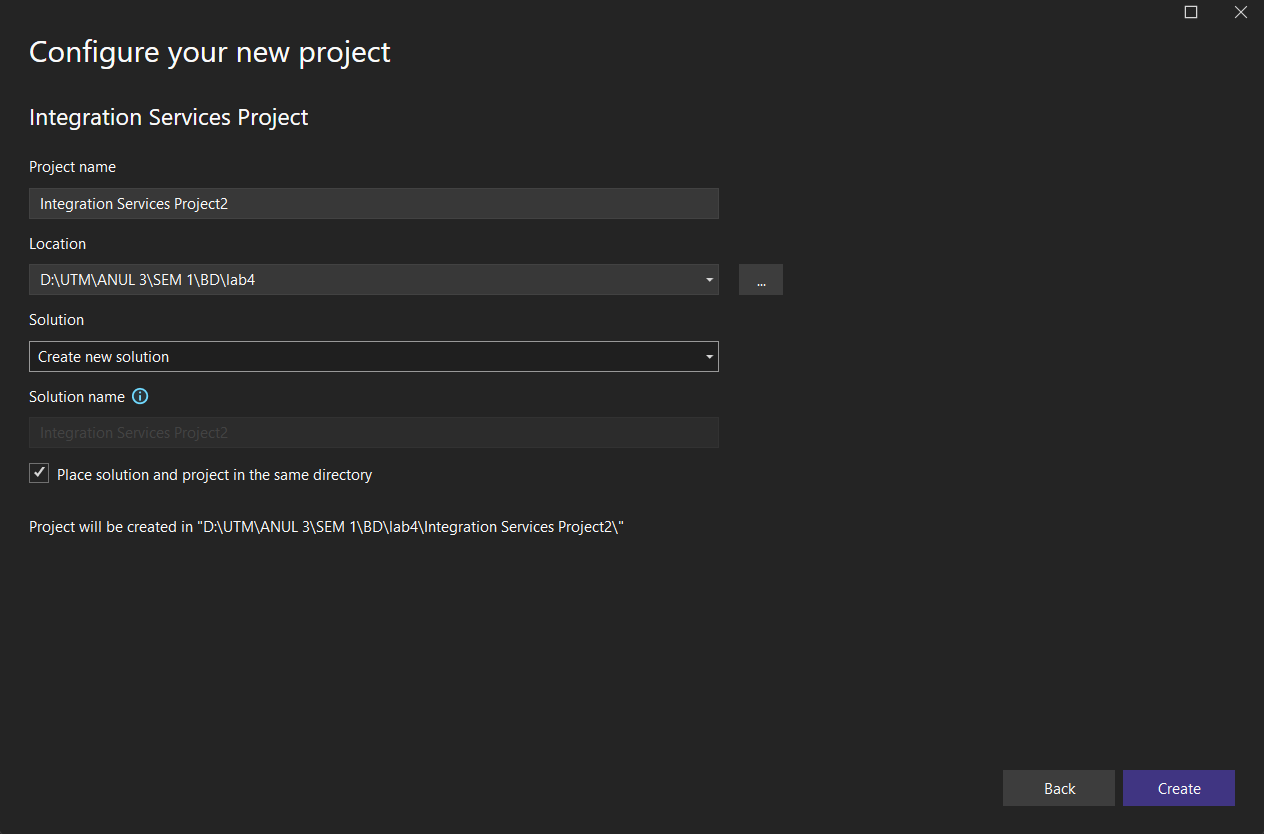 Configure your new project
Integration Services Project
Project name
Integration Services Project2
Location
D:\UTM\ANUL 3\SEM 1\BD\lab4
...
Solution
Create new solution
Solution name
Integration Services Project2
Place solution and project in the same directory
Project will be created in "D:\UTM\ANUL 3\SEM 1\BD\lab4\Integration Services Project2\"
Back
Create